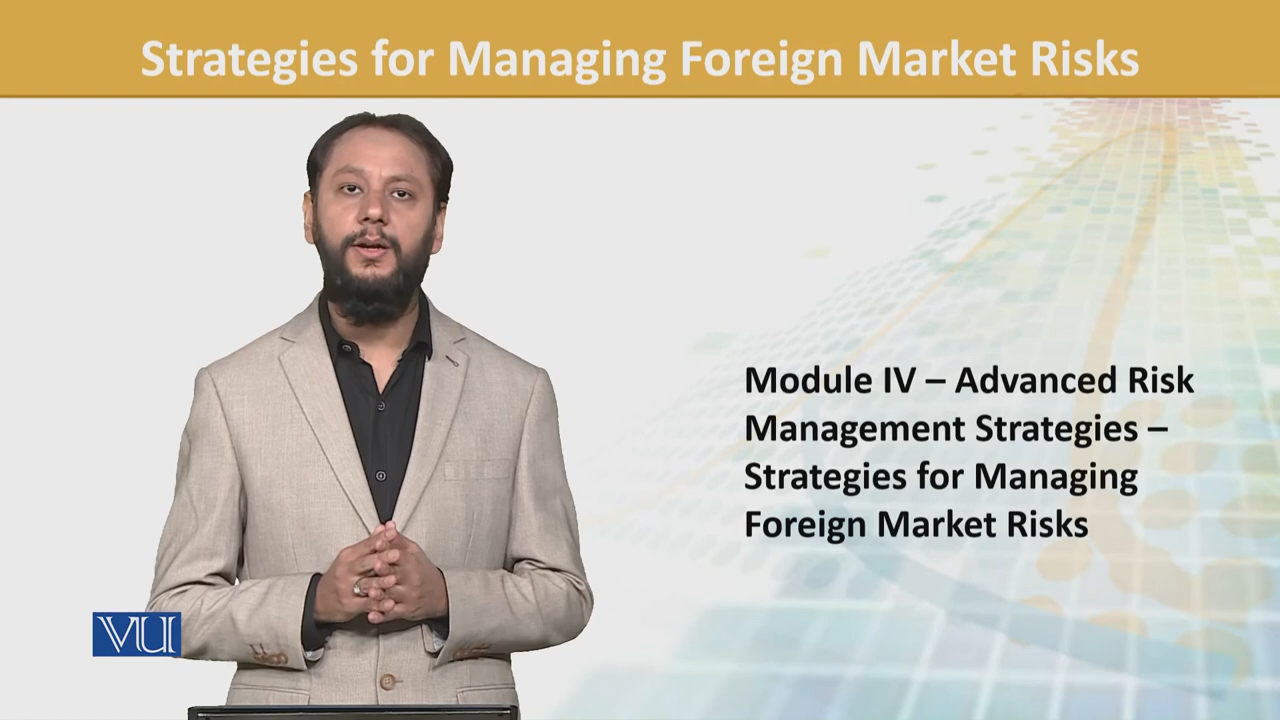 Strategies for Managing Foreign Market Risks
Module IV – Advanced Risk
Management Strategies –
Strategies for Managing
Foreign Market Risks
VU